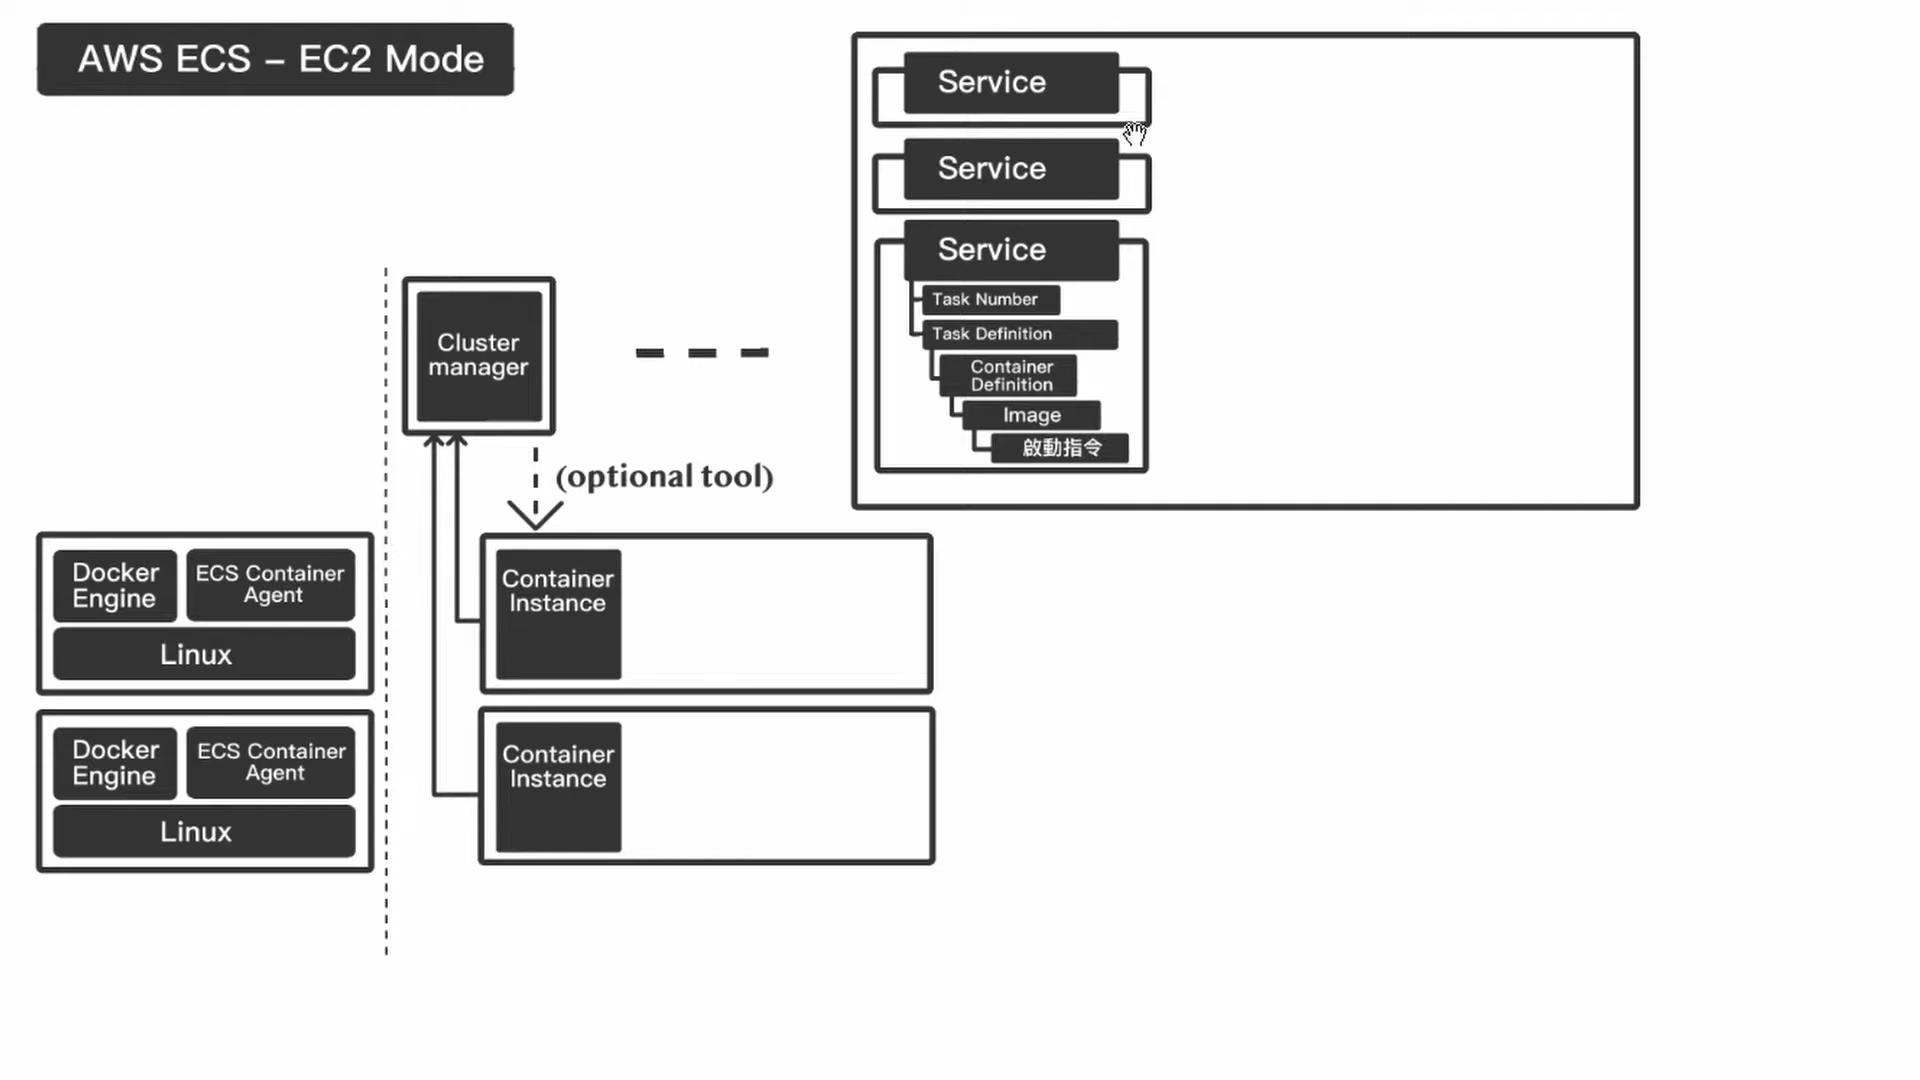 AWS ECS – EC2 Mode
Service
Service
Service
Task Number
Task Definition
Container
Definition
Image
啟動指令
Cluster
manager
(optional tool)
Docker
Engine
ECS Container
Agent
Linux
Container
Instance
Docker
Engine
ECS Container
Agent
Linux
Container
Instance